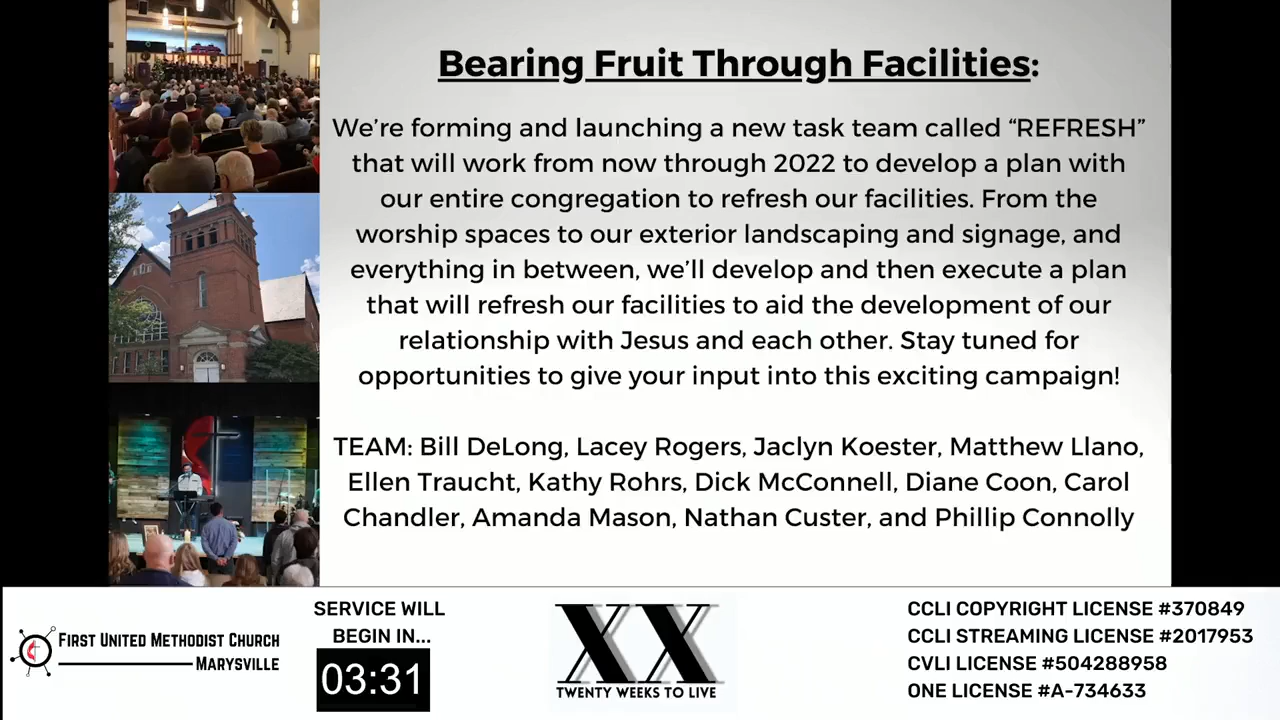 Bearing Fruit Through Facilities:
We’re forming and launching a new task team called “REFRESH”
that will work from now through 2022 to develop a plan with
our entire congregation to refresh our facilities. From the
worship spaces to our exterior landscaping and signage, and
everything in between, we’ll develop and then execute a plan
that will refresh our facilities to aid the development of our
relationship with Jesus and each other. Stay tuned for
opportunities to give your input into this exciting campaign!
TEAM: Bill DeLong, Lacey Rogers, Jaclyn Koester, Matthew Llano,
Ellen Traucht, Kathy Rohrs, Dick McConnell, Diane Coon, Carol
Chandler, Amanda Mason, Nathan Custer, and Phillip Connolly
First United Methodist Church
Marysville
SERVICE WILL
BEGIN IN...
03:31
XX
TWENTY WEEKS TO LIVE
CCLI COPYRIGHT LICENSE #370849
CCLI STREAMING LICENSE #2017953
CVLI LICENSE #504288958
ONE LICENSE #A-734633